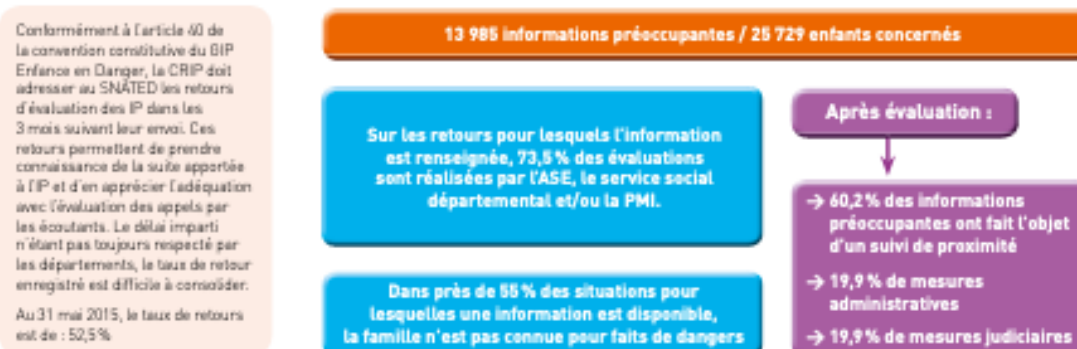 Conformément à l'article 40 de
la convention constitutive du GIP
Enfance en Danger, la CRIP doit
adresser au SNATED les retours
d'évaluation des IP dans les
3 mois suivant leur envoi. Ces
retours permettent de prendre
connaissance de la suite apportée
à l'IP et d'en apprécier l'adéquation
avec l'évaluation des appels par
les écoutants. Le délai imparti
n'étant pas toujours respecté par
les départements, le taux de retour
enregistré est difficile à consolider.
Au 31 mai 2015, le taux de retours
est de : 52,5 %
13 985 informations préoccupantes / 25 729 enfants concernés
Sur les retours pour lesquels l'information
est renseignée, 73,5 % des évaluations
sont réalisées par l'ASE, le service social
départemental et/ou la PMI.
Dans près de 55 % des situations pour
lesquelles une information est disponible,
la famille n'est pas connue pour faits de dangers
Après évaluation :
→ 60,2 % des informations
préoccupantes ont fait l'objet
d'un suivi de proximité
→ 19,9 % de mesures
administratives
→ 19,9 % de mesures judiciaires